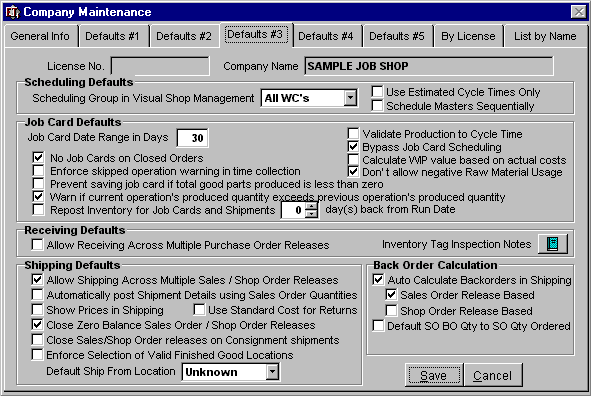 Company Maintenance
General Info Defaults #1 Defaults #2 Defaults #3 Defaults #4 Defaults #5 By License List by Name
License No. Company Name SAMPLE JOB SHOP
Scheduling Defaults
Scheduling Group in Visual Shop Management All WC's
Use Estimated Cycle Times Only
Schedule Masters Sequentially
Job Card Defaults
Job Card Date Range in Days 30
Validate Production to Cycle Time
Bypass Job Card Scheduling
Calculate WIP value based on actual costs
Don't allow negative Raw Material Usage
No Job Cards on Closed Orders
Enforce skipped operation warning in time collection
Prevent saving job card if total good parts produced is less than zero
Warn if current operation's produced quantity exceeds previous operation's produced quantity
Repost Inventory for Job Cards and Shipments 0 day(s) back from Run Date
Receiving Defaults
Allow Receiving Across Multiple Purchase Order Releases
Inventory Tag Inspection Notes
Shipping Defaults
Allow Shipping Across Multiple Sales / Shop Order Releases
Automatically post Shipment Details using Sales Order Quantities
Show Prices in Shipping Use Standard Cost for Returns
Close Zero Balance Sales Order / Shop Order Releases
Close Sales/Shop Order releases on Consignment shipments
Enforce Selection of Valid Finished Good Locations
Default Ship From Location Unknown
Back Order Calculation
Auto Calculate Backorders in Shipping
Sales Order Release Based
Shop Order Release Based
Default SO BO Qty to SO Qty Ordered
Save Cancel